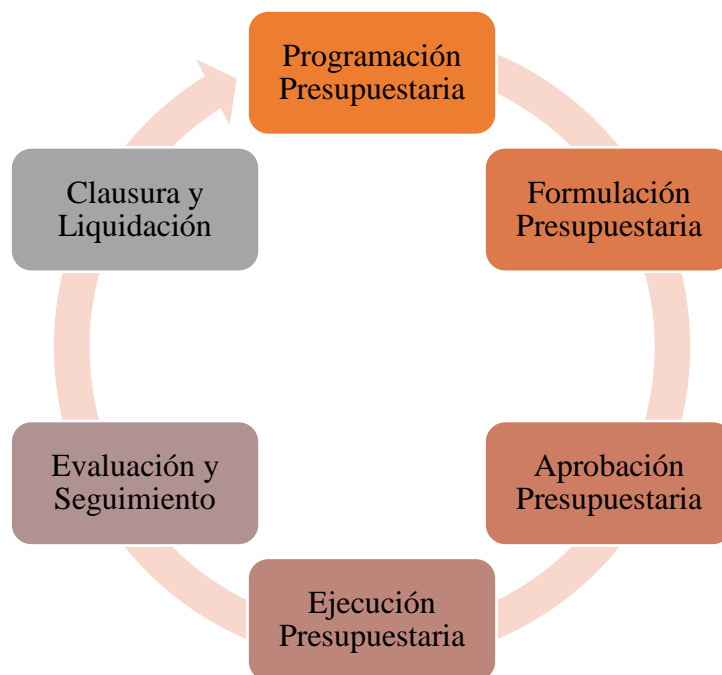 Programación
Presupuestaria
Formulación
Presupuestaria
Aprobación
Presupuestaria
Ejecución
Presupuestaria
Evaluación y
Seguimiento
Clausura y
Liquidación